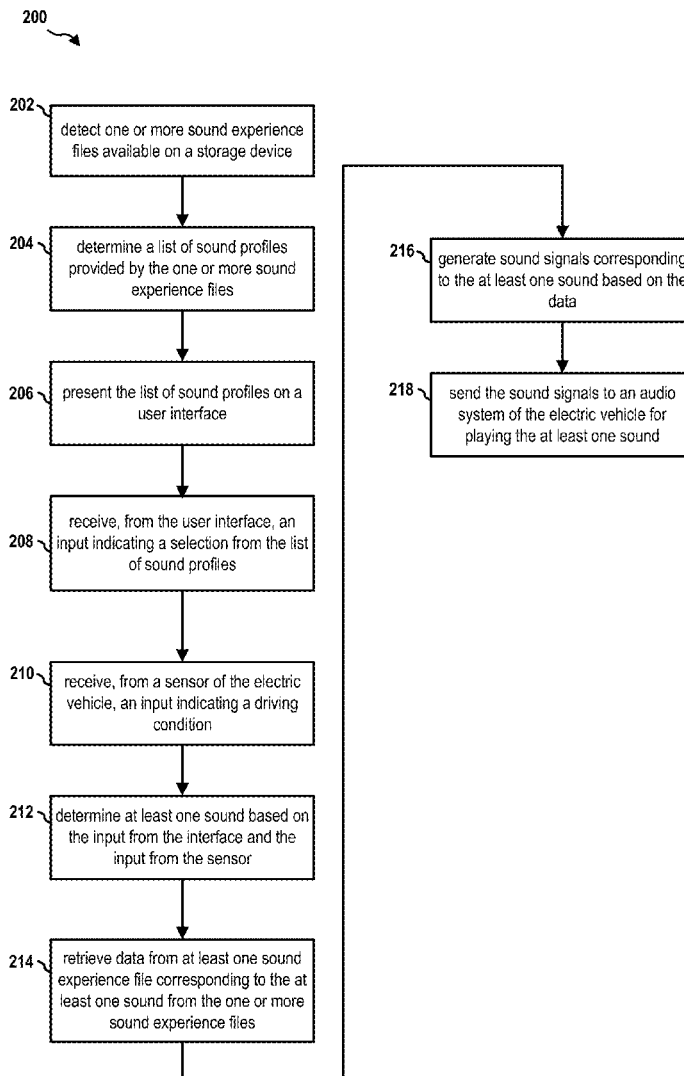 200
202
detect one or more sound experience
files available on a storage device
204
determine a list of sound profiles
provided by the one or more sound
experience files
206
present the list of sound profiles on a
user interface
208
receive, from the user interface, an
input indicating a selection from the list
of sound profiles
210
receive, from a sensor of the electric
vehicle, an input indicating a driving
condition
212
determine at least one sound based on
the input from the interface and the
input from the sensor
214
retrieve data from at least one sound
experience file corresponding to the at
least one sound from the one or more
sound experience files
216
generate sound signals corresponding
to the at least one sound based on the
data
218
send the sound signals to an audio
system of the electric vehicle for
playing the at least one sound